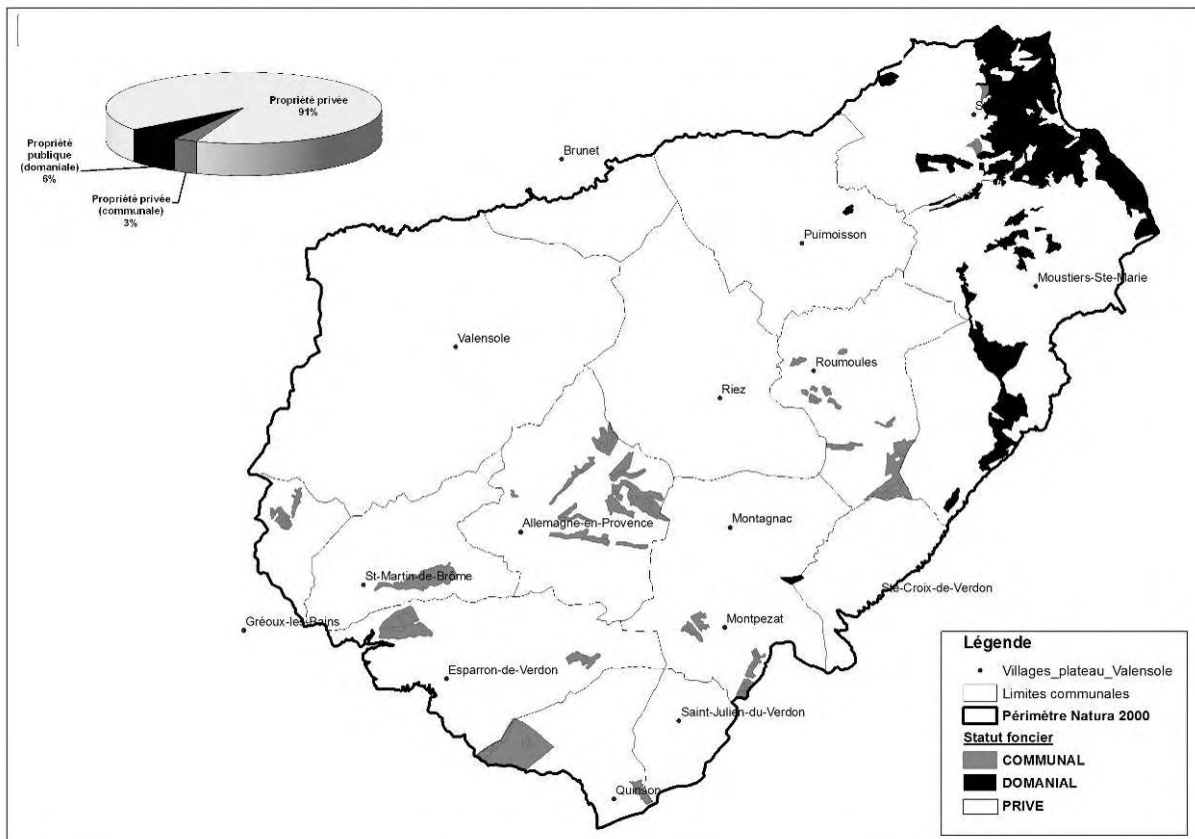 Propriété privée
91%
Propriété
publique
(domaniale)
6%
Propriété privée
(communale)
3%
Brunet
Puimoisson
Moustiers-Ste-Marie
Valensole
Roumoules
Riez
Allemagne-en-Provence
Montagnac
St-Martin-de-Brôme
Ste-Croix-de-Verdon
Gréoux-les-Bains
Montpezat
Esparron-de-Verdon
Saint-Julien-du-Verdon
Quinson
Légende
Villages_plateau_Valensole
Limites communales
Périmètre Natura 2000
Statut foncier
COMMUNAL
DOMANIAL
PRIVE